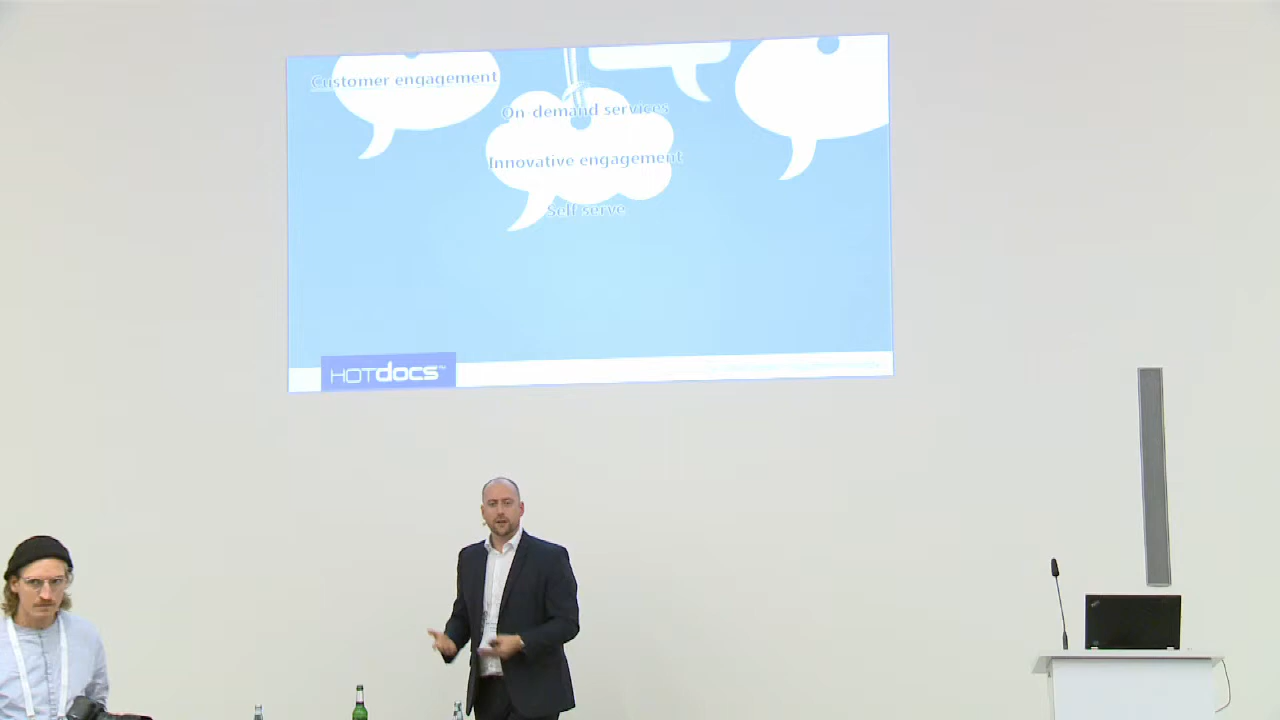 Customer engagement
On-demand services
Innovative engagement
Self serve
HOTdocs